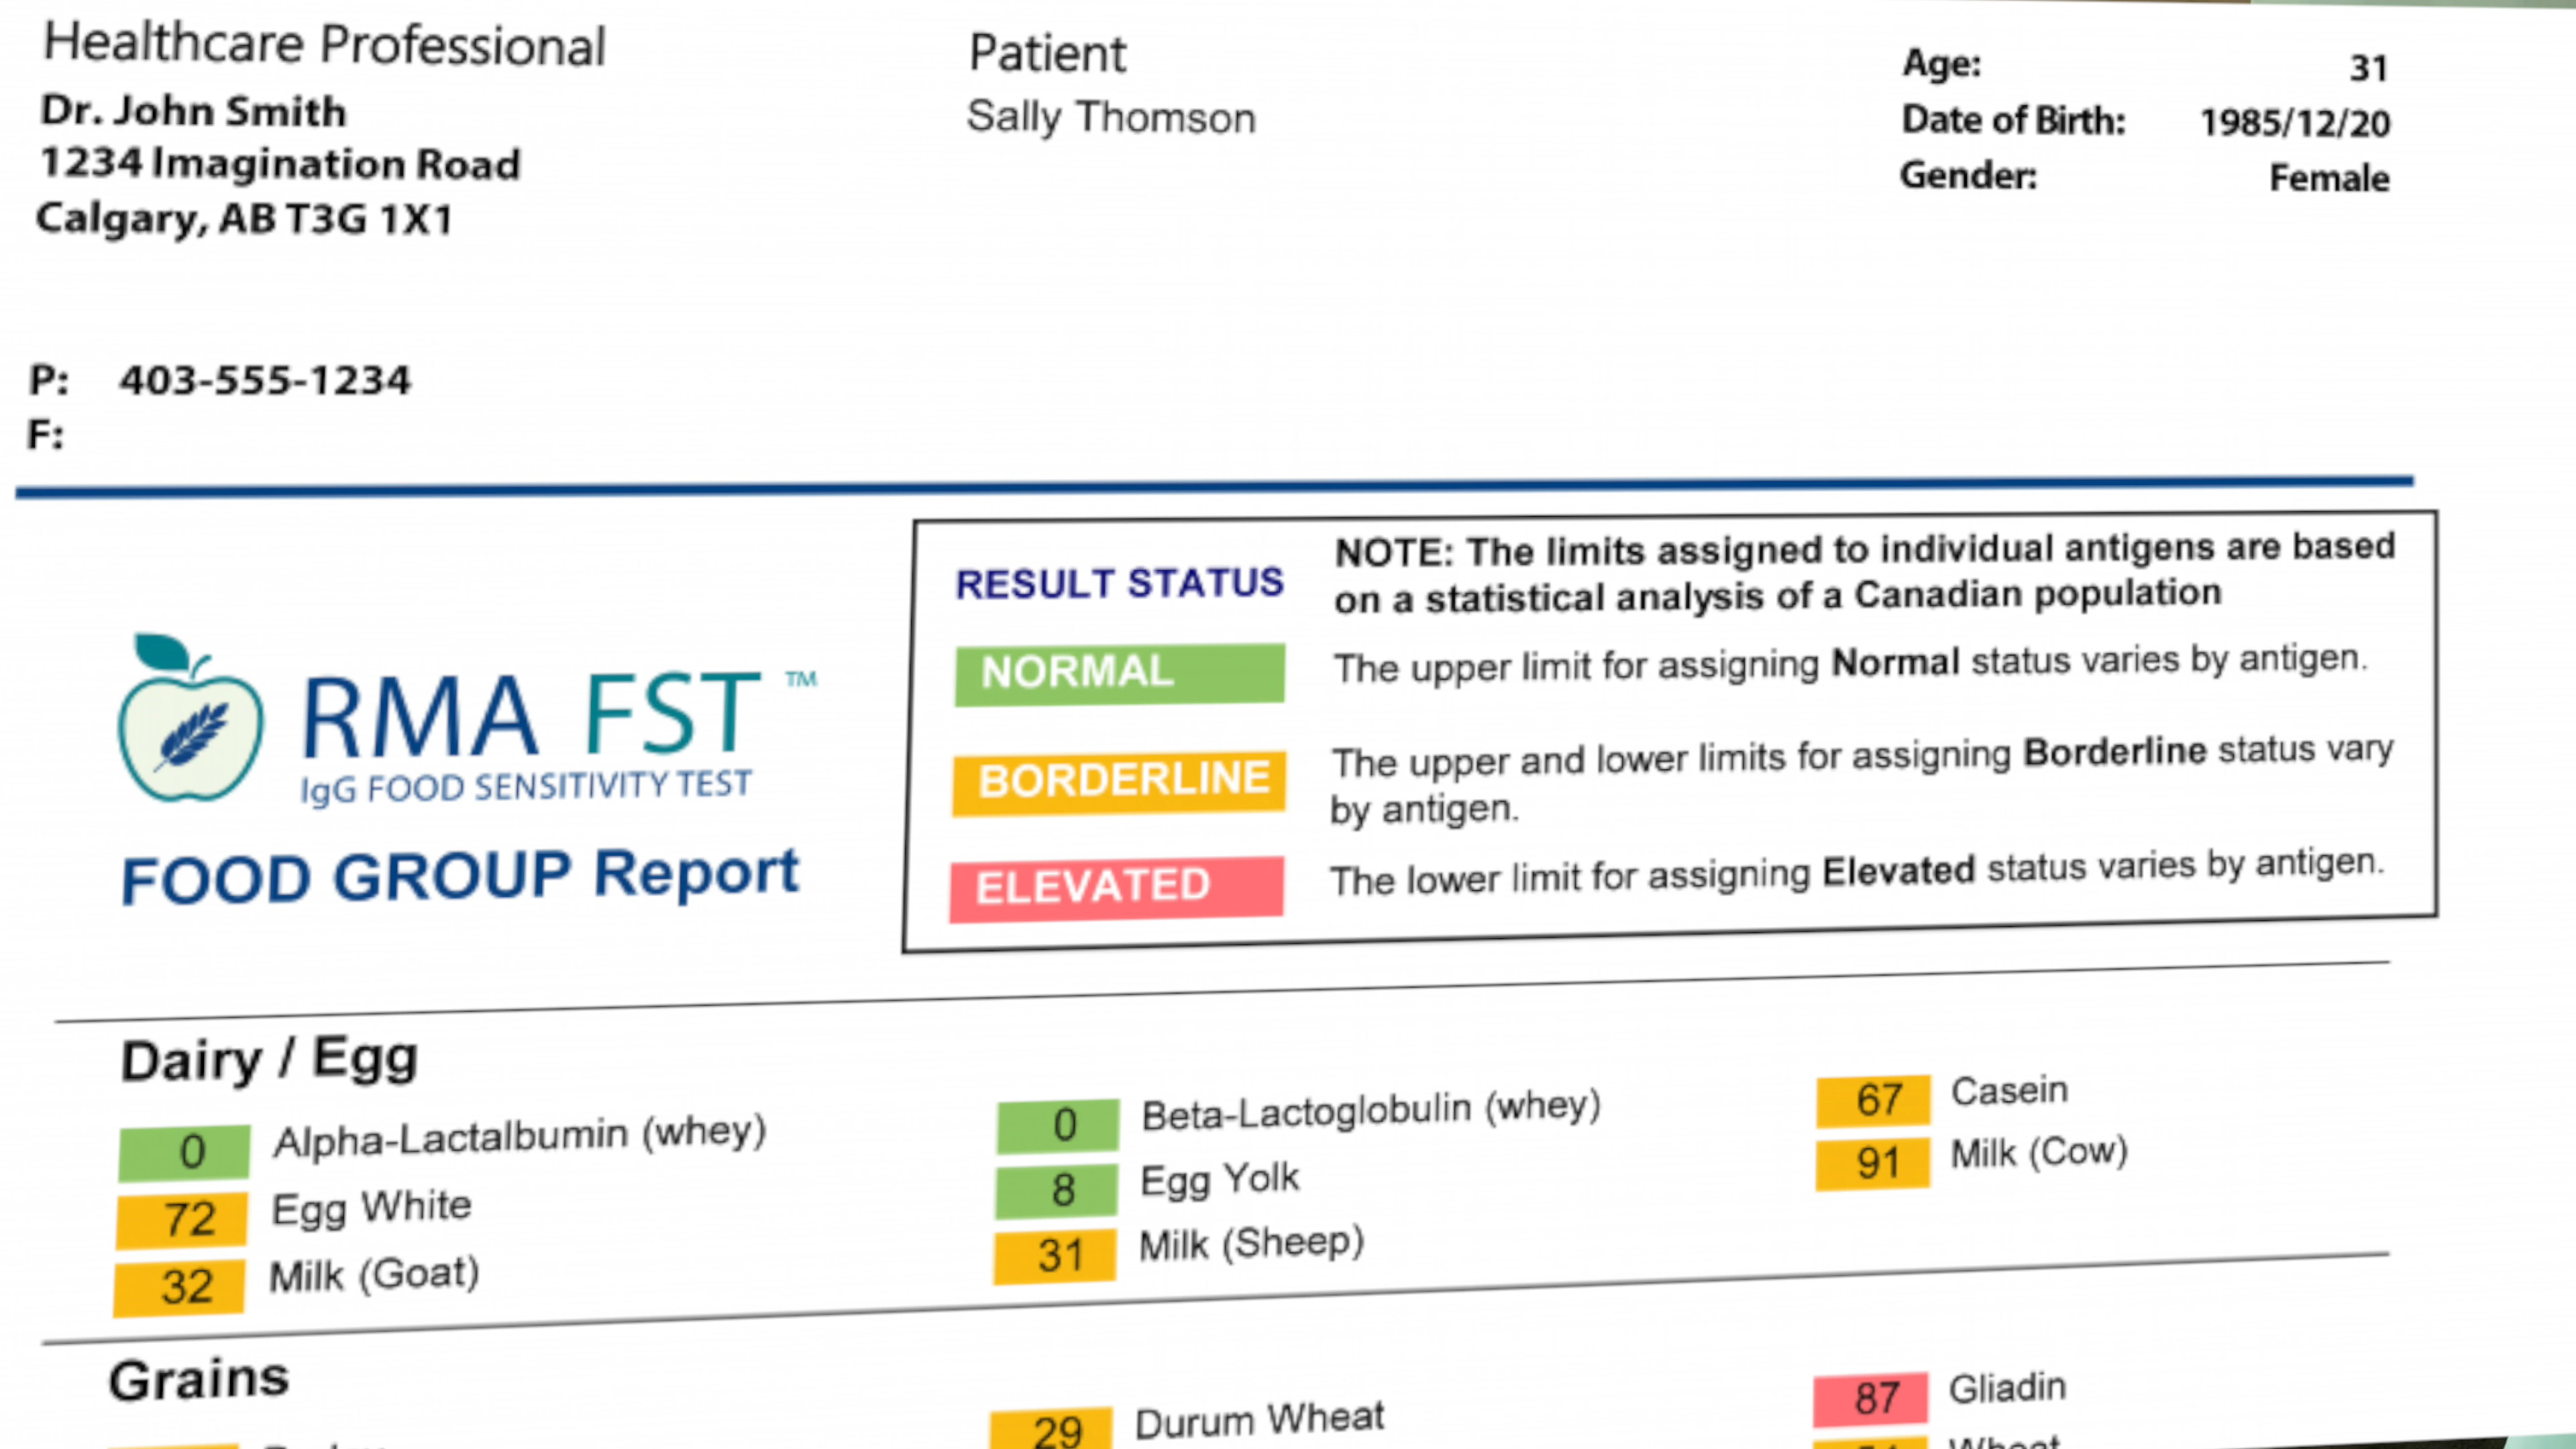 Healthcare Professional
Dr. John Smith
1234 Imagination Road
Calgary, AB T3G 1X1
P: 403-555-1234
F:
Patient
Sally Thomson
Age: 31
Date of Birth: 1985/12/20
Gender: Female
RMA FST ™
IgG FOOD SENSITIVITY TEST
FOOD GROUP Report
RESULT STATUS
NOTE: The limits assigned to individual antigens are based
on a statistical analysis of a Canadian population
NORMAL
The upper limit for assigning Normal status varies by antigen.
BORDERLINE
The upper and lower limits for assigning Borderline status vary
by antigen.
ELEVATED
The lower limit for assigning Elevated status varies by antigen.
Dairy / Egg
0 Alpha-Lactalbumin (whey)
72 Egg White
32 Milk (Goat)
0 Beta-Lactoglobulin (whey)
8 Egg Yolk
31 Milk (Sheep)
67 Casein
91 Milk (Cow)
Grains
29 Durum Wheat
87 Gliadin
Wheat